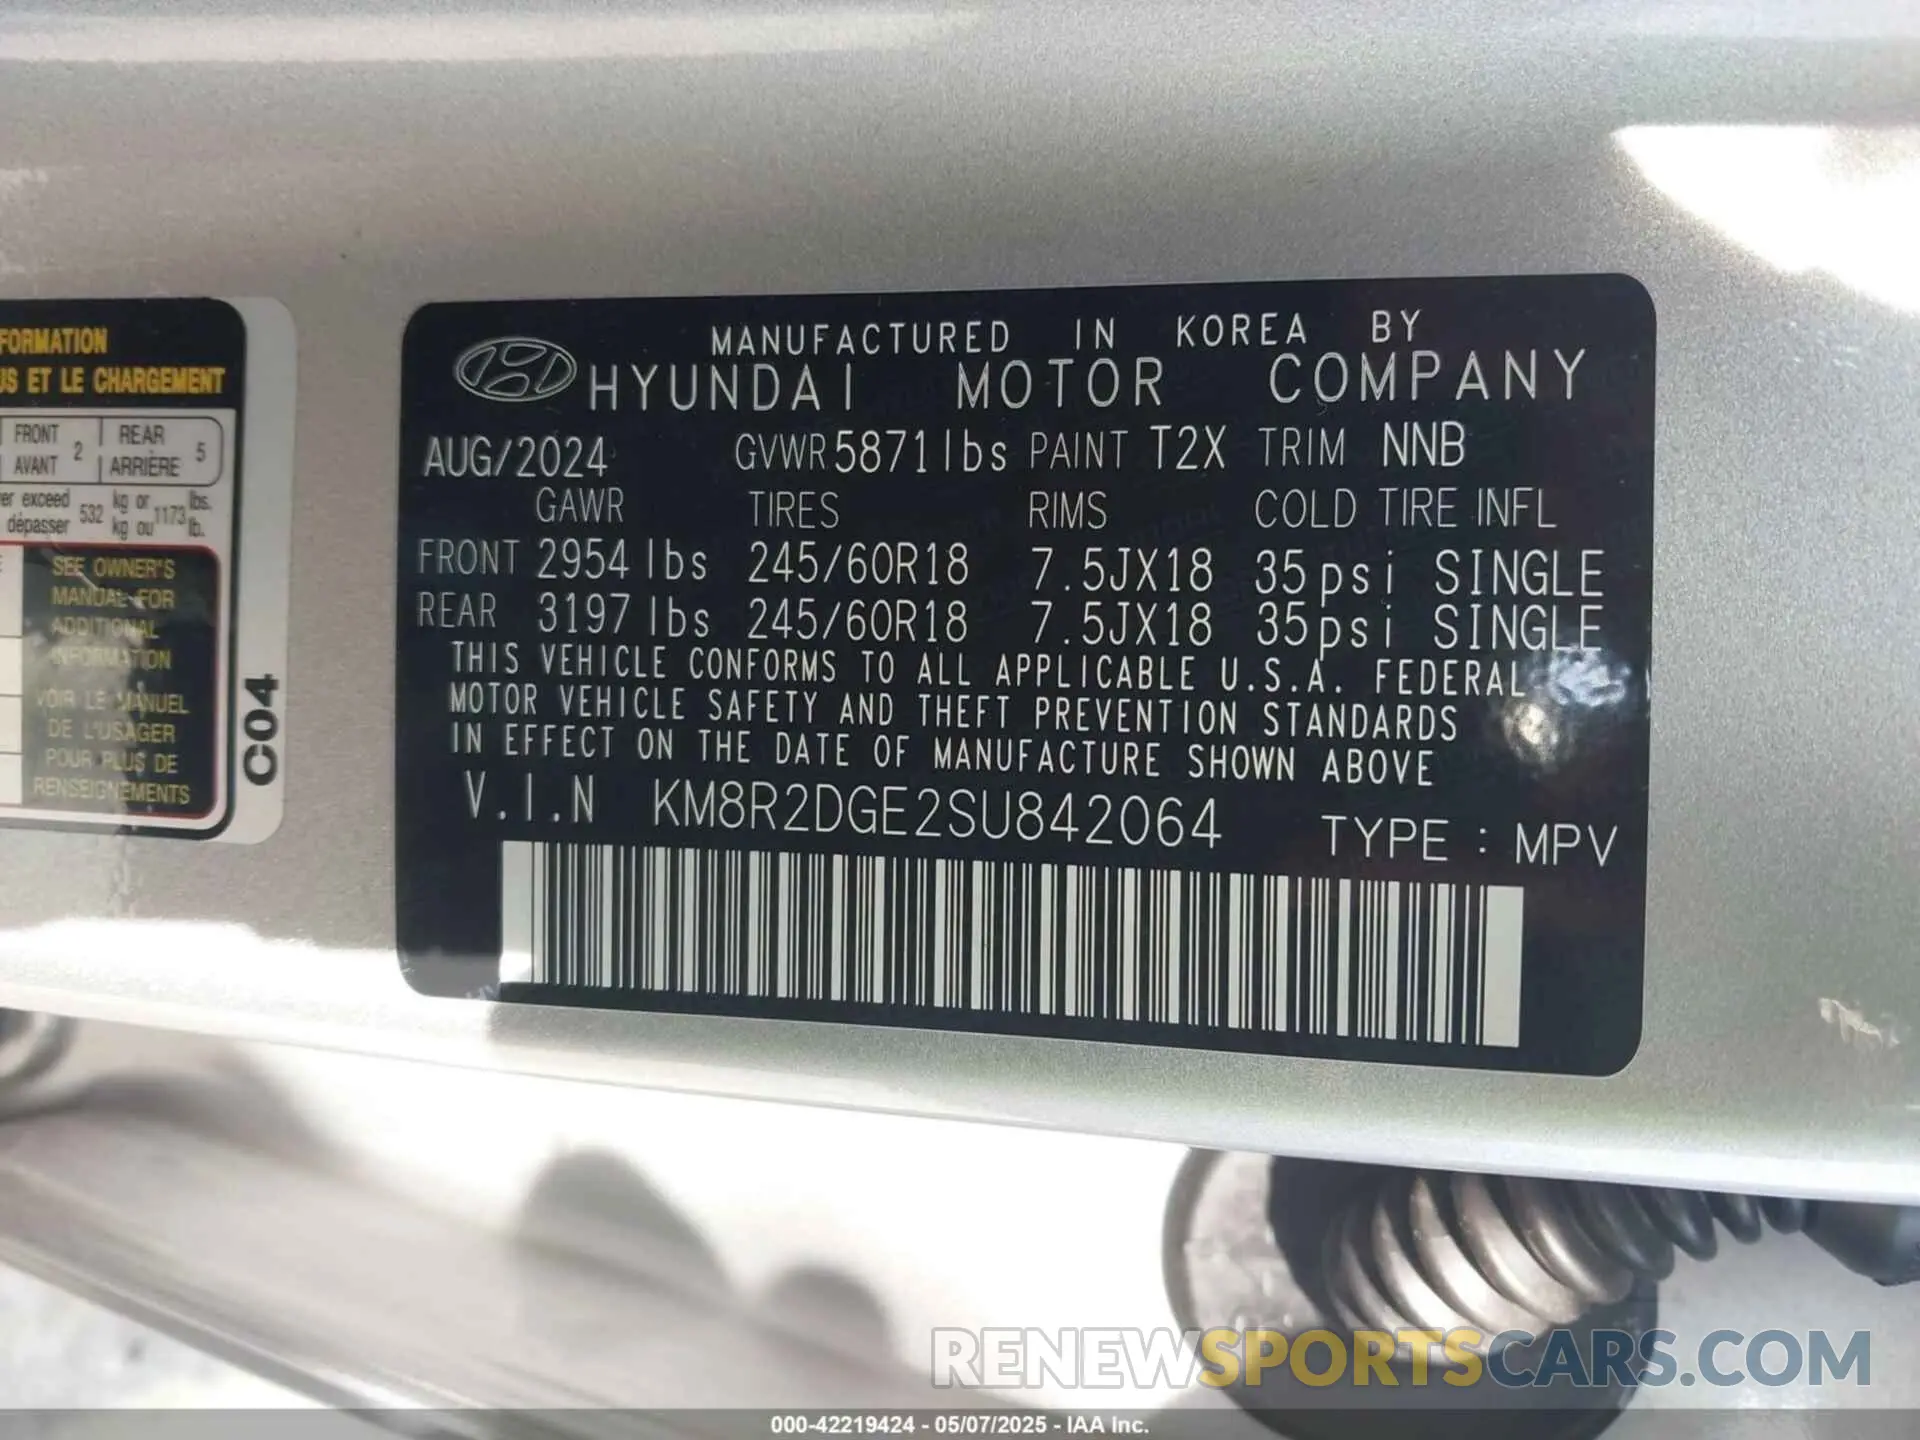 FORMATION
US ET LE CHARGEMENT
FRONT 2 REAR 5
AVANT ARRIÈRE
er exceed 532 kg or 1173 lbs.
dépasser kg ou lb.
SEE OWNER'S
MANUAL FOR
ADDITIONAL
INFORMATION
VOIR LE MANUEL
DE L'USAGER
POUR PLUS DE
RENSEIGNEMENTS
C04
MANUFACTURED IN KOREA BY
HYUNDAI MOTOR COMPANY
AUG/2024 GVWR 5871lbs PAINT T2X TRIM NNB
GAWR TIRES RIMS COLD TIRE INFL
FRONT 2954 lbs 245/60R18 7.5JX18 35psi SINGLE
REAR 3197 lbs 245/60R18 7.5JX18 35psi SINGLE
THIS VEHICLE CONFORMS TO ALL APPLICABLE U.S.A. FEDERAL
MOTOR VEHICLE SAFETY AND THEFT PREVENTION STANDARDS
IN EFFECT ON THE DATE OF MANUFACTURE SHOWN ABOVE
V.I.N KM8R2DGE2SU842064 TYPE : MPV
RENEWSPORTSCARS.COM
000-42219424 - 05/07/2025 - IAA Inc.